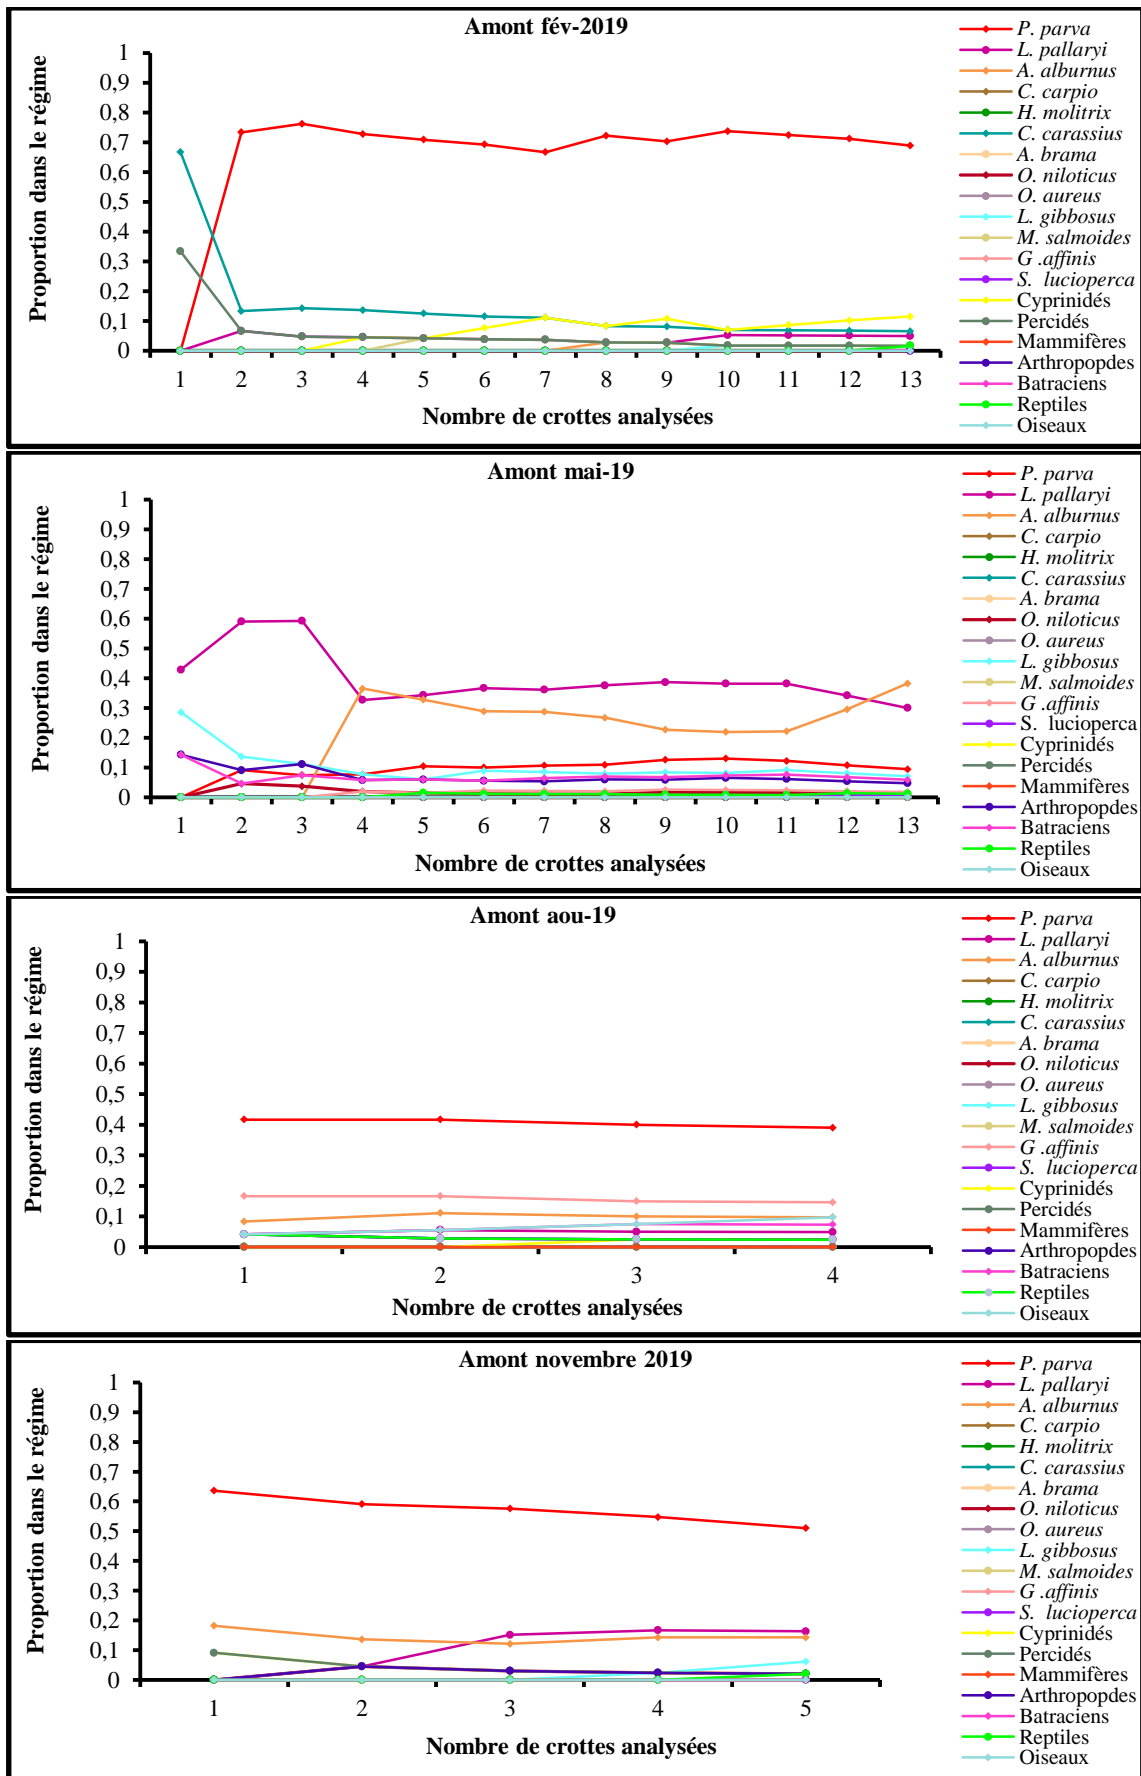 Amont fév-2019
Proportion dans le régime
1
0,9
0,8
0,7
0,6
0,5
0,4
0,3
0,2
0,1
0
1 2 3 4 5 6 7 8 9 10 11 12 13
Nombre de crottes analysées
P. parva
L. pallaryi
A. alburnus
C. carpio
H. molitrix
C. carassius
A. brama
O. niloticus
O. aureus
L. gibbosus
M. salmoides
G .affinis
S. lucioperca
Cyprinidés
Percidés
Mammifères
Arthropopdes
Batraciens
Reptiles
Oiseaux
Amont mai-19
Proportion dans le régime
1
0,9
0,8
0,7
0,6
0,5
0,4
0,3
0,2
0,1
0
1 2 3 4 5 6 7 8 9 10 11 12 13
Nombre de crottes analysées
P. parva
L. pallaryi
A. alburnus
C. carpio
H. molitrix
C. carassius
A. brama
O. niloticus
O. aureus
L. gibbosus
M. salmoides
G .affinis
S. lucioperca
Cyprinidés
Percidés
Mammifères
Arthropopdes
Batraciens
Reptiles
Oiseaux
Amont aou-19
Proportion dans le régime
1
0,9
0,8
0,7
0,6
0,5
0,4
0,3
0,2
0,1
0
1 2 3 4
Nombre de crottes analysées
P. parva
L. pallaryi
A. alburnus
C. carpio
H. molitrix
C. carassius
A. brama
O. niloticus
O. aureus
L. gibbosus
M. salmoides
G .affinis
S. lucioperca
Cyprinidés
Percidés
Mammifères
Arthropopdes
Batraciens
Reptiles
Oiseaux
Amont novembre 2019
Proportion dans le régime
1
0,9
0,8
0,7
0,6
0,5
0,4
0,3
0,2
0,1
0
1 2 3 4 5
Nombre de crottes analysées
P. parva
L. pallaryi
A. alburnus
C. carpio
H. molitrix
C. carassius
A. brama
O. niloticus
O. aureus
L. gibbosus
M. salmoides
G .affinis
S. lucioperca
Cyprinidés
Percidés
Mammifères
Arthropopdes
Batraciens
Reptiles
Oiseaux